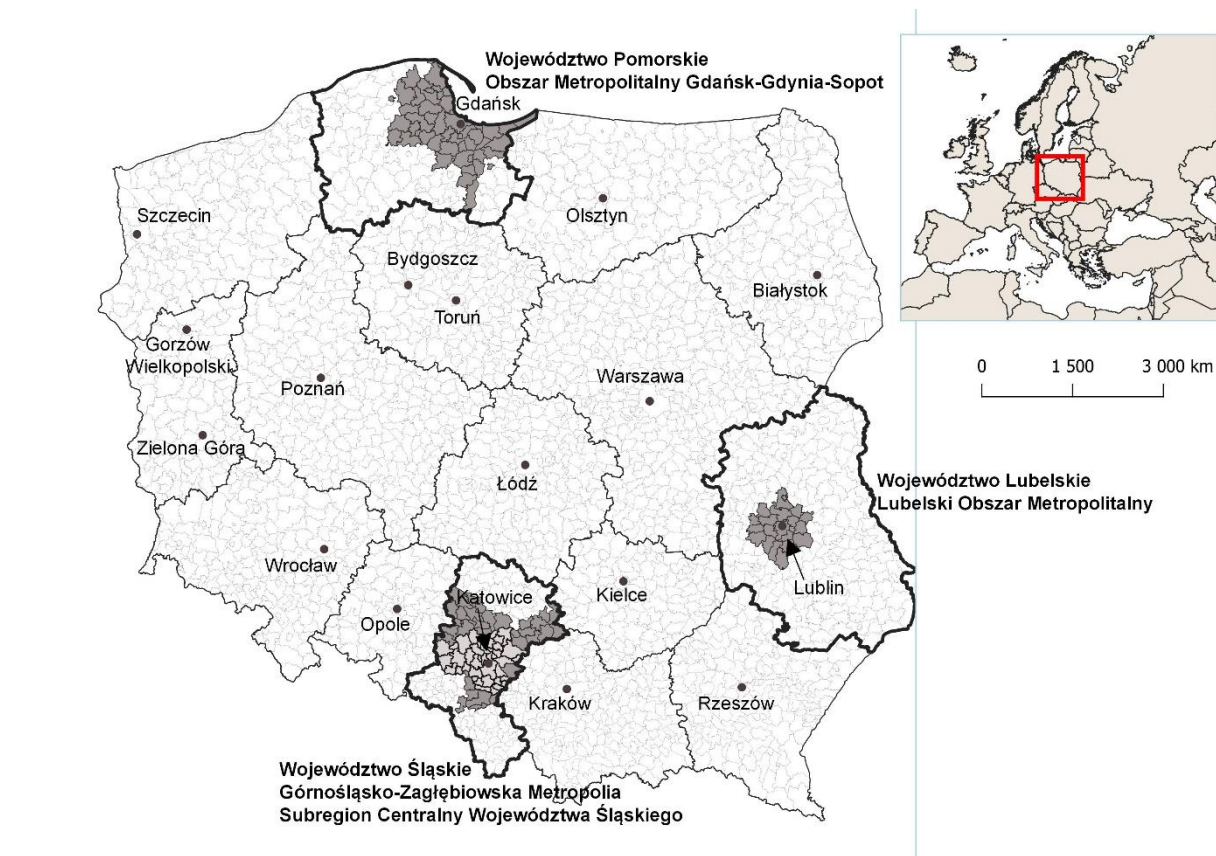 Województwo Pomorskie
Obszar Metropolitalny Gdańsk-Gdynia-Sopot
Gdańsk
Szczecin
Olsztyn
Bydgoszcz
Toruń
Białystok
Gorzów
Wielkopolski
Poznań
Warszawa
0 1 500 3 000 km
Zielona Góra
Łódź
Województwo Lubelskie
Lubelski Obszar Metropolitalny
Wrocław
Lublin
Katowice
Kielce
Opole
Kraków
Rzeszów
Województwo Śląskie
Górnośląsko-Zagłębiowska Metropolia
Subregion Centralny Województwa Śląskiego